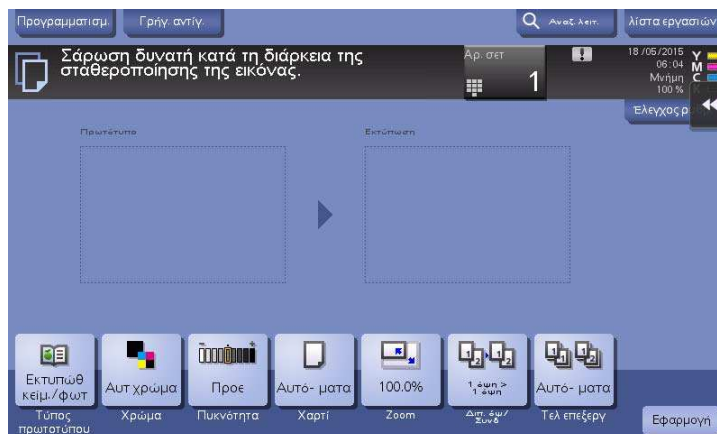 Προγραμματισμ.
Γρήγ. αντίγ.
Αναζ. λειτ.
λίστα εργασιών
Σάρωση δυνατή κατά τη διάρκεια της
σταθεροποίησης της εικόνας.
Αρ. σετ
1
18 /05/2015
06:04
Μνήμη
100 %
Y
M
C
K
Έλεγχος ρ
Πρωτότυπο
Εκτύπωση
Εκτυπώθ
κείμ./φωτ
Αυτ χρώμα
Προε
Αυτό- ματα
100.0%
1 όψη >
1 όψη
Αυτό- ματα
Τύπος
πρωτοτύπου
Χρώμα
Πυκνότητα
Χαρτί
Zoom
Διπ. όψ/
Συνδ
Τελ επεξεργ
Εφαρμογή